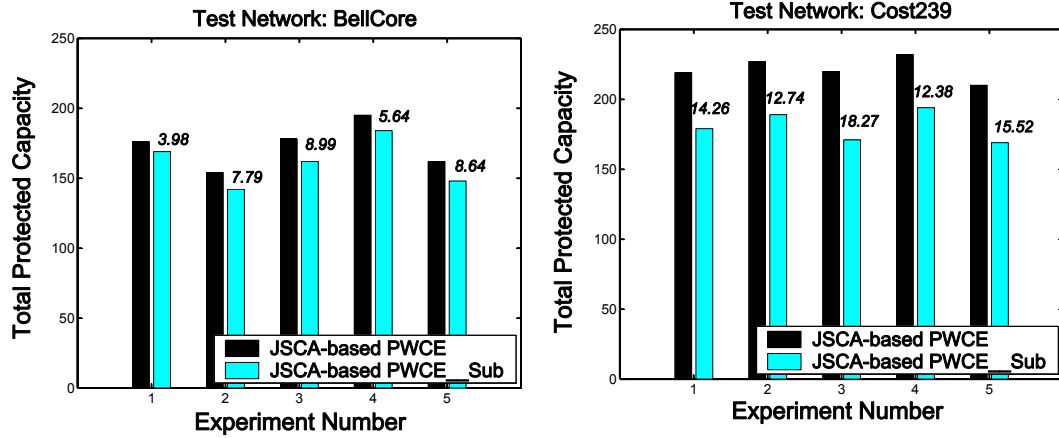 Test Network: BellCore
Total Protected Capacity
250
200
150
100
50
0
3.98
7.79
8.99
5.64
8.64
JSCA-based PWCE
JSCA-based PWCE__Sub
1 2 3 4 5
Experiment Number
Test Network: Cost239
Total Protected Capacity
250
200
150
100
50
0
14.26
12.74
18.27
12.38
15.52
JSCA-based PWCE
JSCA-based PWCE__Sub
1 2 3 4 5
Experiment Number